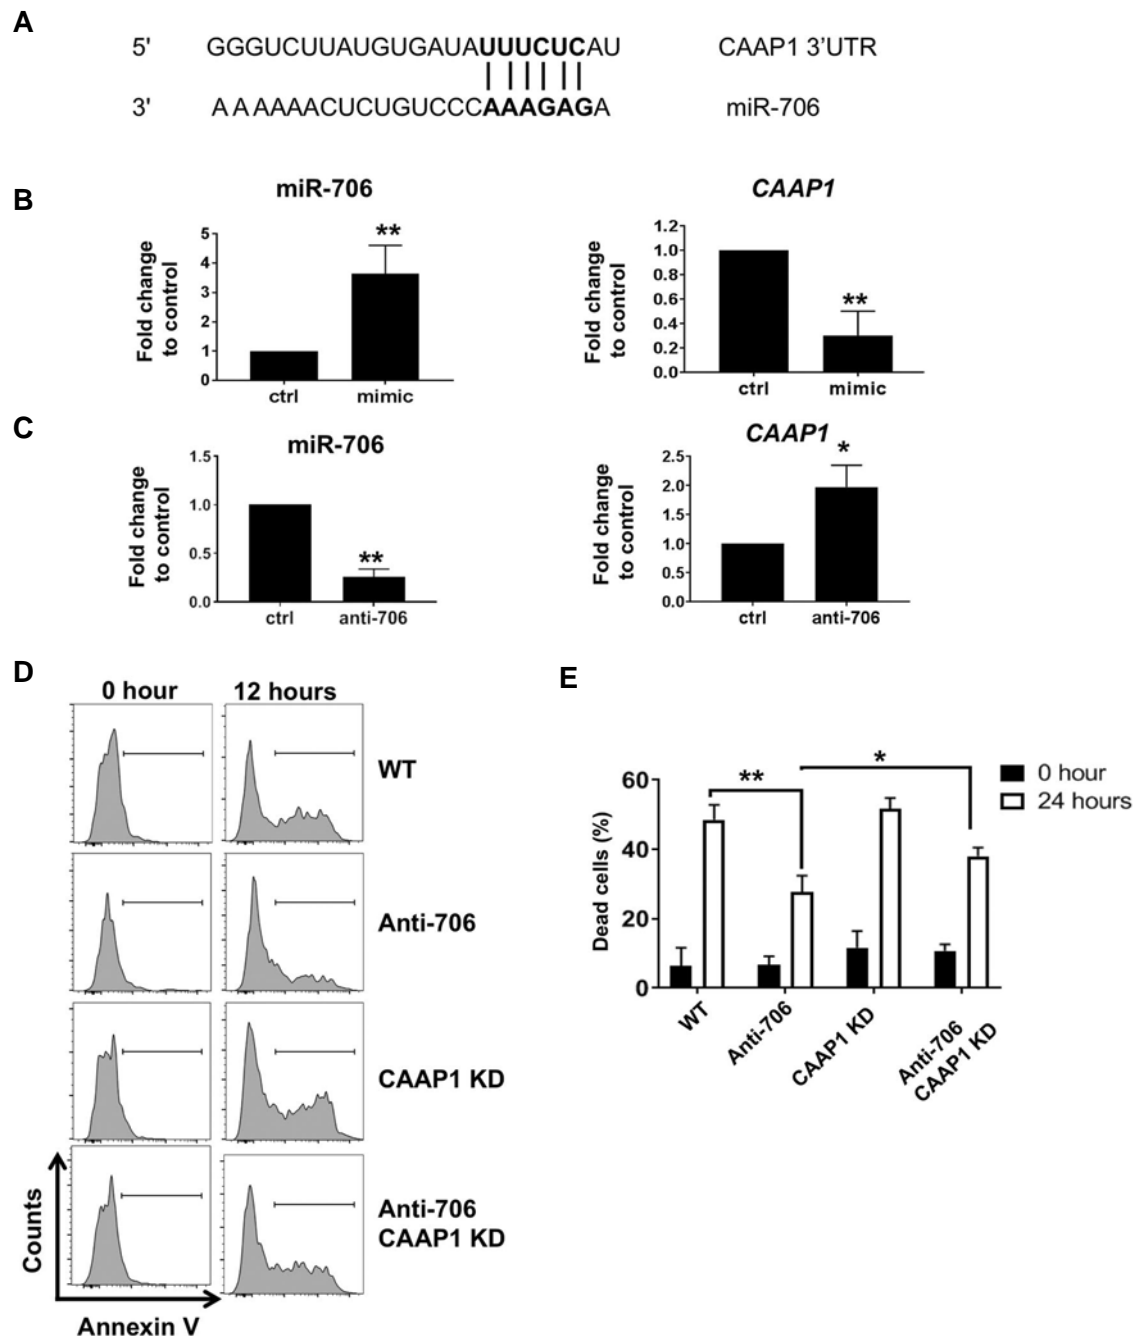 A
5' GGGUCUUAUGUGAUAUUUCUCAU CAAP1 3'UTR
3' AAAAAACUCUGUCCCAAAGAGA miR-706
B
miR-706
Fold change
to control
5
4
3
2
1
0
**
ctrl mimic
CAAP1
Fold change
to control
1.2
1.0
0.8
0.6
0.4
0.2
0.0
**
ctrl mimic
C
miR-706
Fold change
to control
1.5
1.0
0.5
0.0
**
ctrl anti-706
CAAP1
Fold change
to control
2.5
2.0
1.5
1.0
0.5
0.0
*
ctrl anti-706
D
0 hour 12 hours
WT
Anti-706
CAAP1 KD
Anti-706
CAAP1 KD
Counts
Annexin V
E
Dead cells (%)
60
40
20
0
**
*
0 hour
24 hours
WT
Anti-706
CAAP1 KD
Anti-706
CAAP1 KD